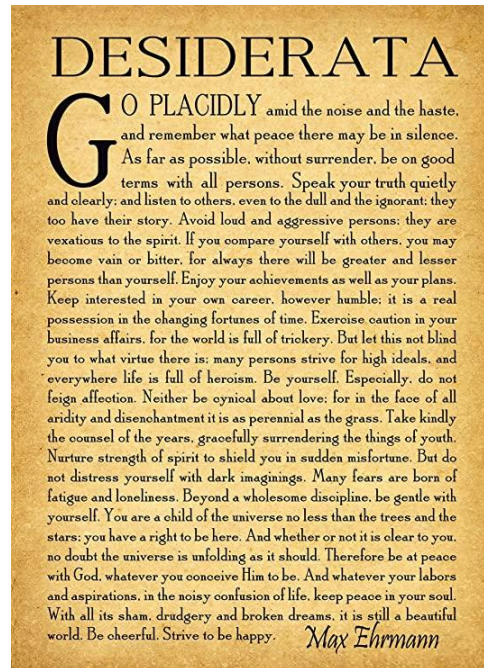 DESIDERATA
GO PLACIDLY amid the noise and the haste,
and remember what peace there may be in silence.
As far as possible, without surrender, be on good
terms with all persons. Speak your truth quietly
and clearly; and listen to others, even to the dull and the ignorant; they
too have their story. Avoid loud and aggressive persons; they are
vexatious to the spirit. If you compare yourself with others, you may
become vain or bitter, for always there will be greater and lesser
persons than yourself. Enjoy your achievements as well as your plans.
Keep interested in your own career, however humble; it is a real
possession in the changing fortunes of time. Exercise caution in your
business affairs, for the world is full of trickery. But let this not blind
you to what virtue there is; many persons strive for high ideals, and
everywhere life is full of heroism. Be yourself. Especially, do not
feign affection. Neither be cynical about love; for in the face of all
aridity and disenchantment it is as perennial as the grass. Take kindly
the counsel of the years, gracefully surrendering the things of youth.
Nurture strength of spirit to shield you in sudden misfortune. But do
not distress yourself with dark imaginings. Many fears are born of
fatigue and loneliness. Beyond a wholesome discipline, be gentle with
yourself. You are a child of the universe no less than the trees and the
stars; you have a right to be here. And whether or not it is clear to you,
no doubt the universe is unfolding as it should. Therefore be at peace
with God, whatever you conceive Him to be. And whatever your labors
and aspirations, in the noisy confusion of life, keep peace in your soul.
With all its sham, drudgery and broken dreams, it is still a beautiful
world. Be cheerful. Strive to be happy. Max Ehrmann